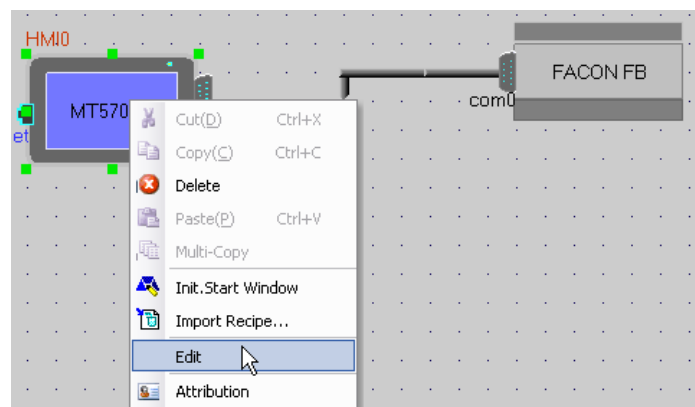 HMI0
FACON FB
com0
MT570
et
Cut(D) Ctrl+X
Copy(C) Ctrl+C
Delete
Paste(P) Ctrl+V
Multi-Copy
Init.Start Window
Import Recipe...
Edit
Attribution